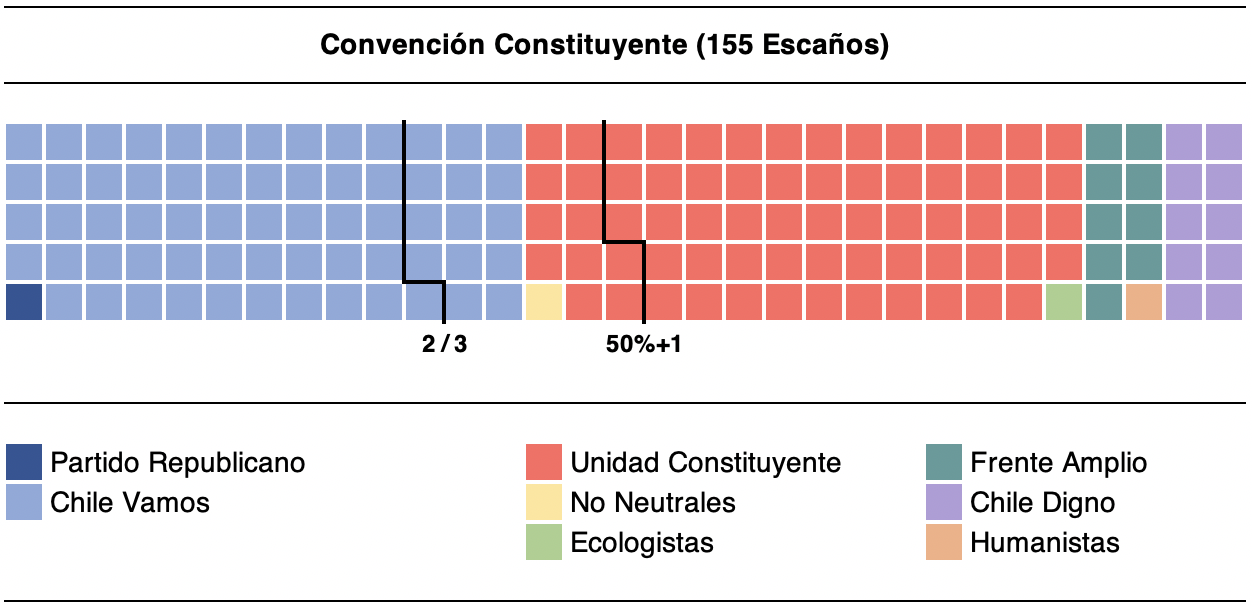 Convención Constituyente (155 Escaños)
2 / 3
50%+1
Partido Republicano
Chile Vamos
Unidad Constituyente
No Neutrales
Ecologistas
Frente Amplio
Chile Digno
Humanistas